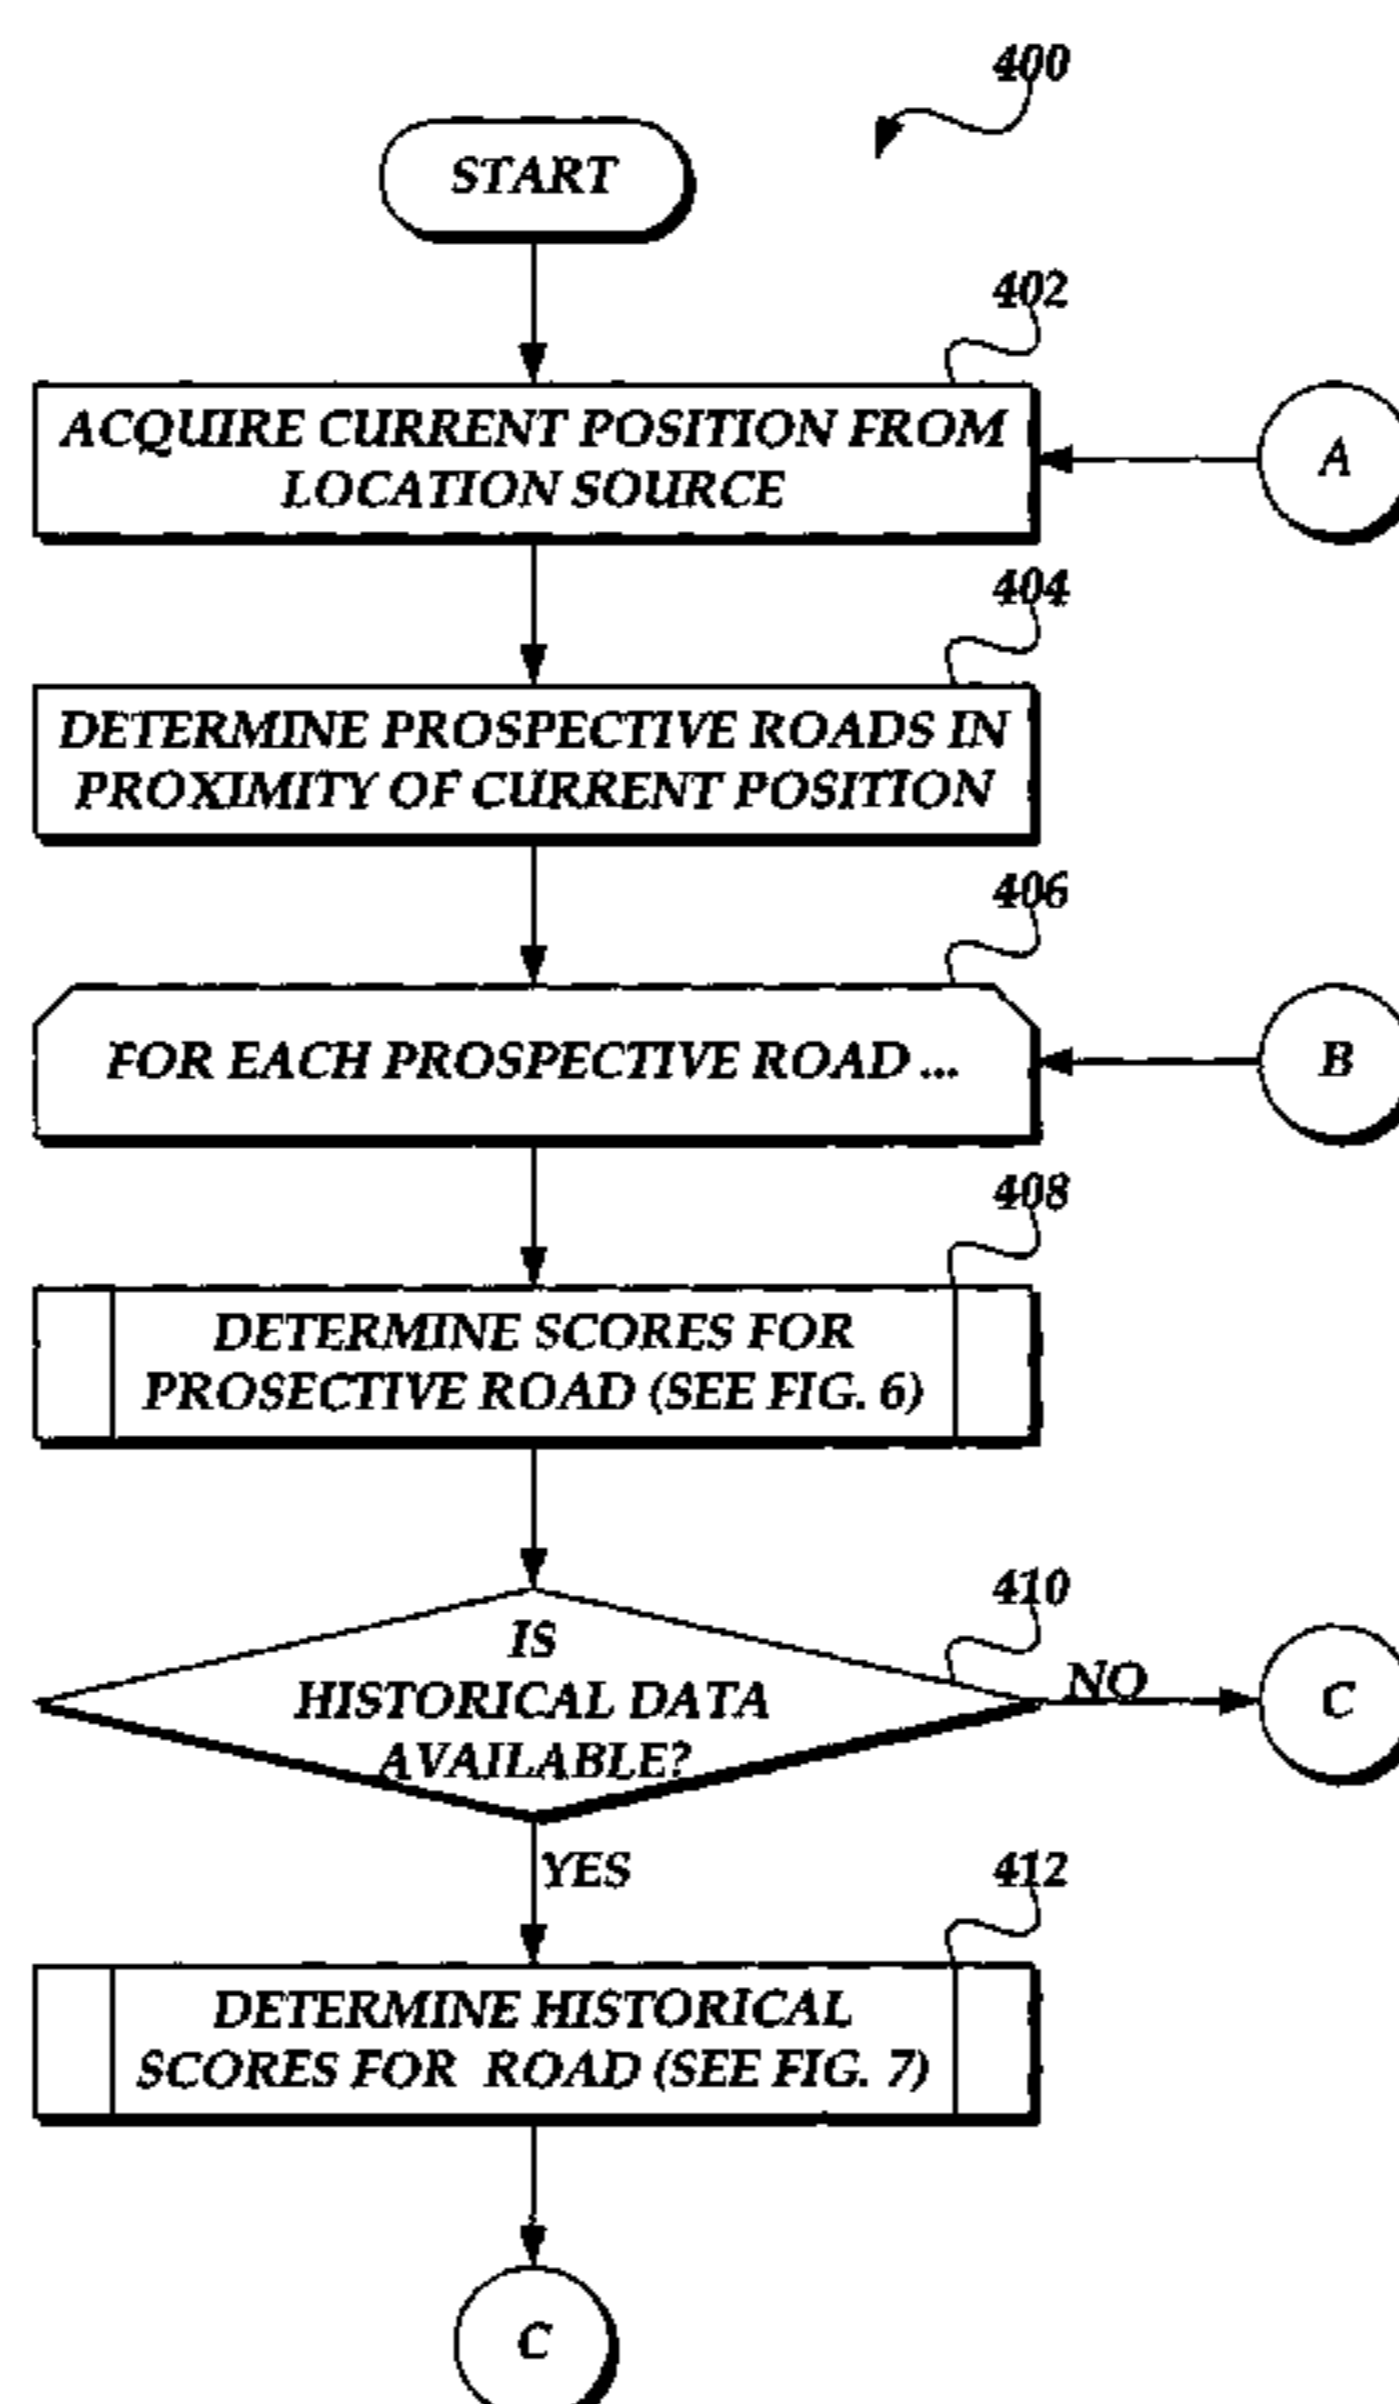 400
START
402
ACQUIRE CURRENT POSITION FROM
LOCATION SOURCE
A
404
DETERMINE PROSPECTIVE ROADS IN
PROXIMITY OF CURRENT POSITION
406
FOR EACH PROSPECTIVE ROAD ...
B
408
DETERMINE SCORES FOR
PROSECTIVE ROAD (SEE FIG. 6)
410
IS
HISTORICAL DATA
AVAILABLE?
NO
C
YES
412
DETERMINE HISTORICAL
SCORES FOR ROAD (SEE FIG. 7)
C